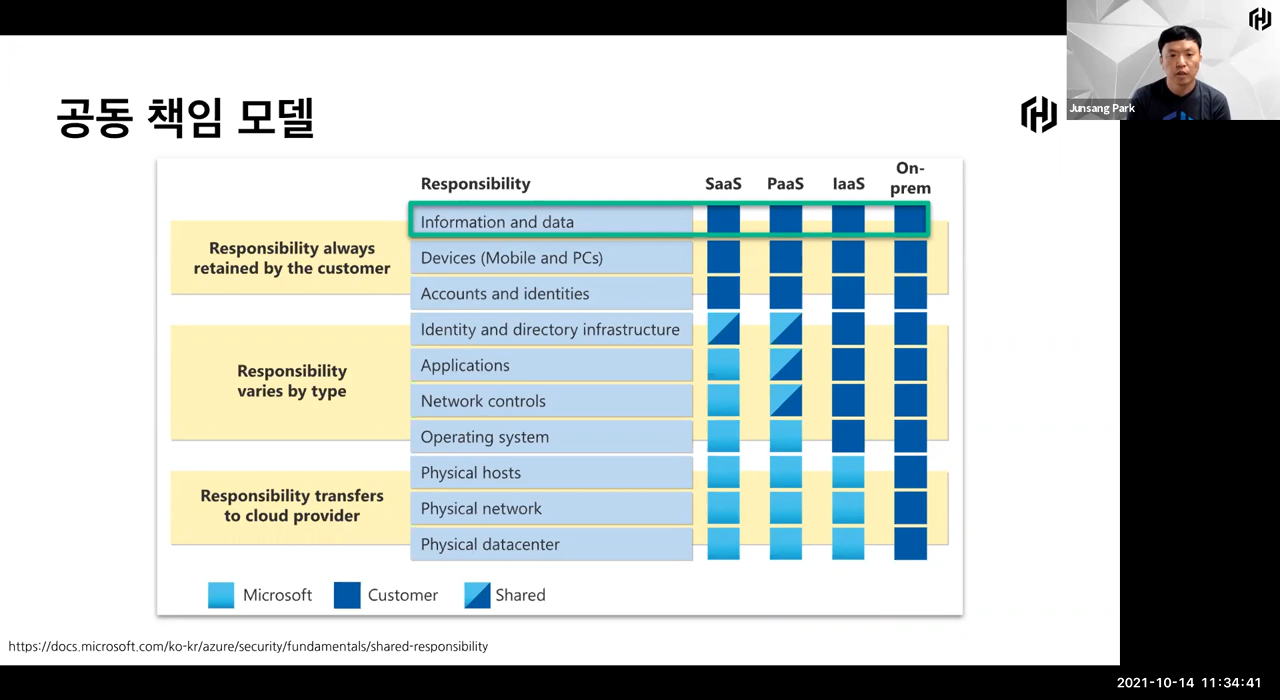 Junsang Park
공동 책임 모델
Responsibility
SaaS
PaaS
IaaS
On-
prem
Responsibility always
retained by the customer
Information and data
Devices (Mobile and PCs)
Accounts and identities
Responsibility
varies by type
Identity and directory infrastructure
Applications
Network controls
Operating system
Responsibility transfers
to cloud provider
Physical hosts
Physical network
Physical datacenter
Microsoft
Customer
Shared
https://docs.microsoft.com/ko-kr/azure/security/fundamentals/shared-responsibility
2021-10-14 11:34:41